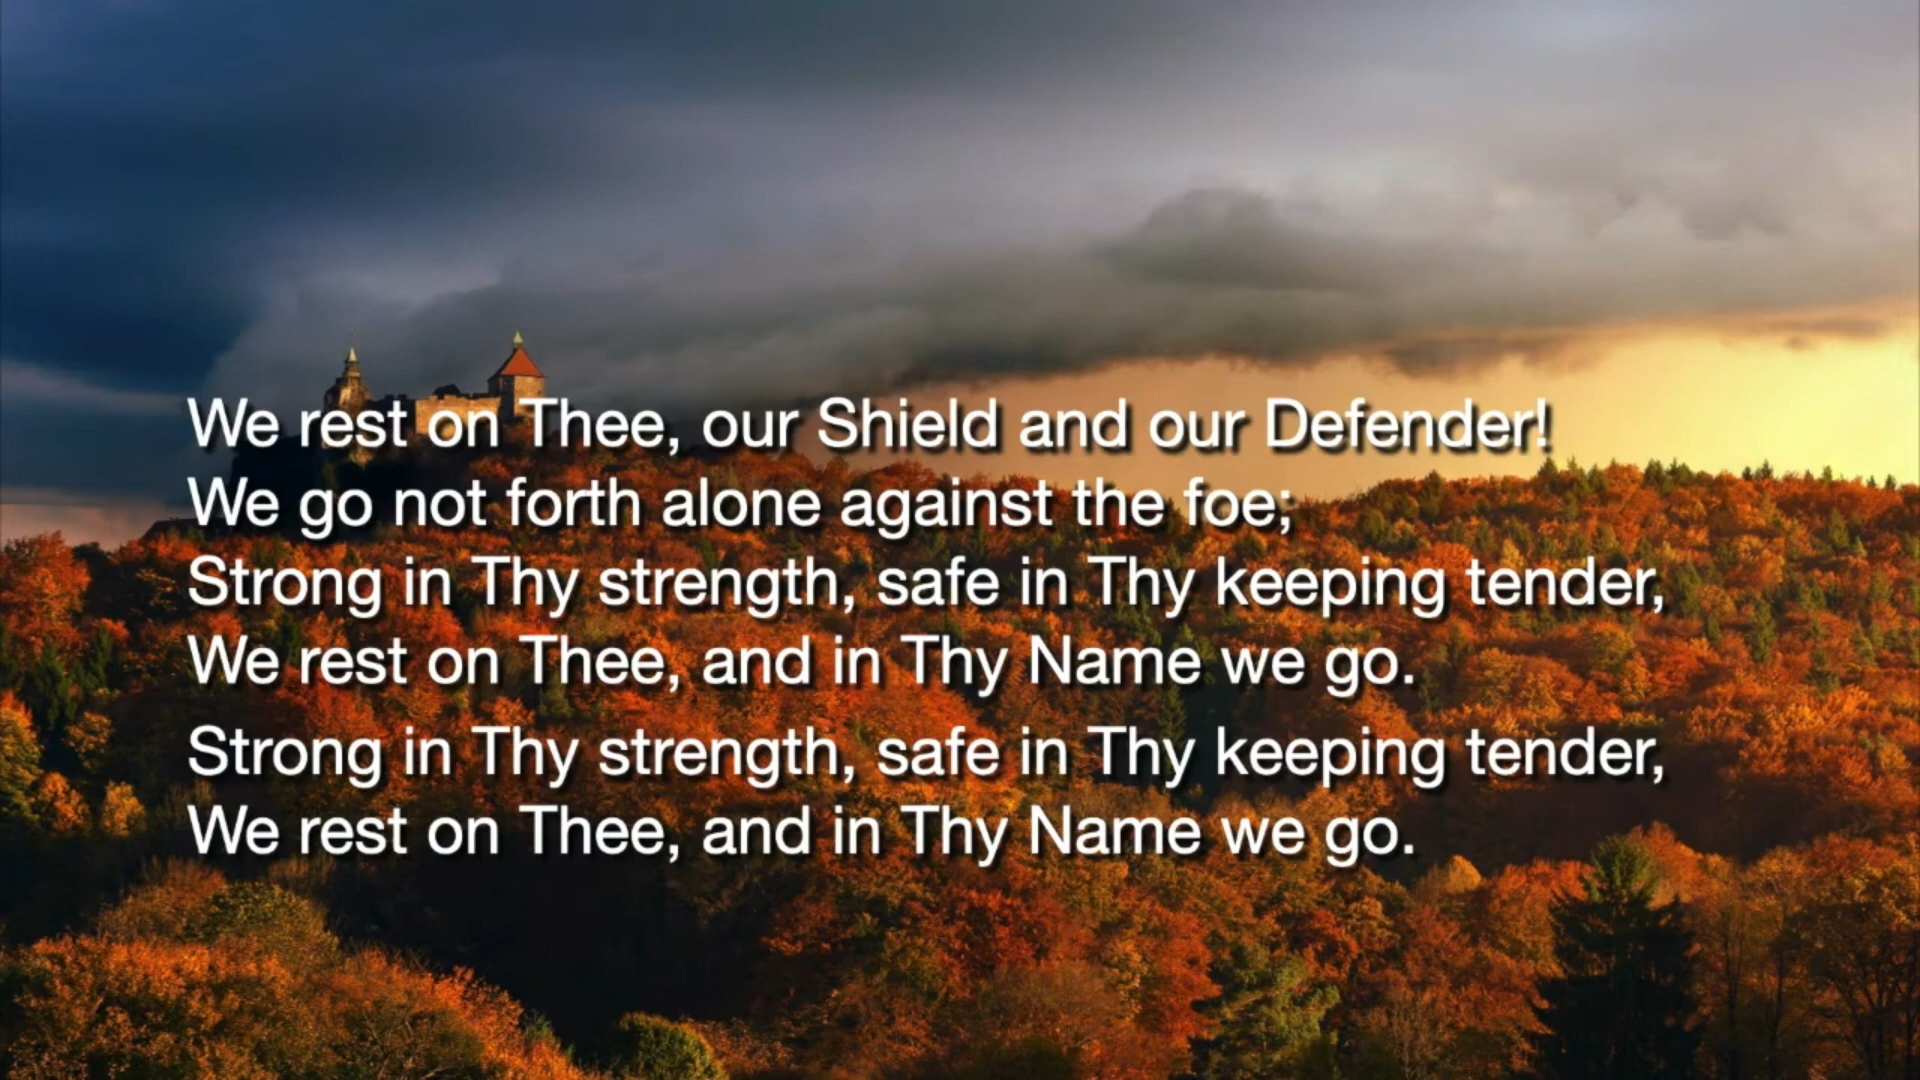 We rest on Thee, our Shield and our Defender!
We go not forth alone against the foe;
Strong in Thy strength, safe in Thy keeping tender,
We rest on Thee, and in Thy Name we go.
Strong in Thy strength, safe in Thy keeping tender,
We rest on Thee, and in Thy Name we go.